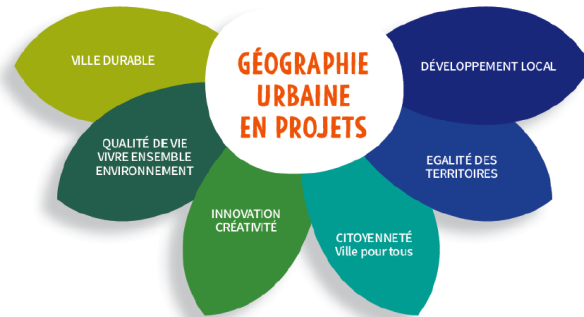 GÉOGRAPHIE
URBAINE
EN PROJETS
VILLE DURABLE
QUALITÉ DE VIE
VIVRE ENSEMBLE
ENVIRONNEMENT
INNOVATION
CRÉATIVITÉ
CITOYENNETÉ
Ville pour tous
EGALITÉ DES
TERRITOIRES
DÉVELOPPEMENT LOCAL